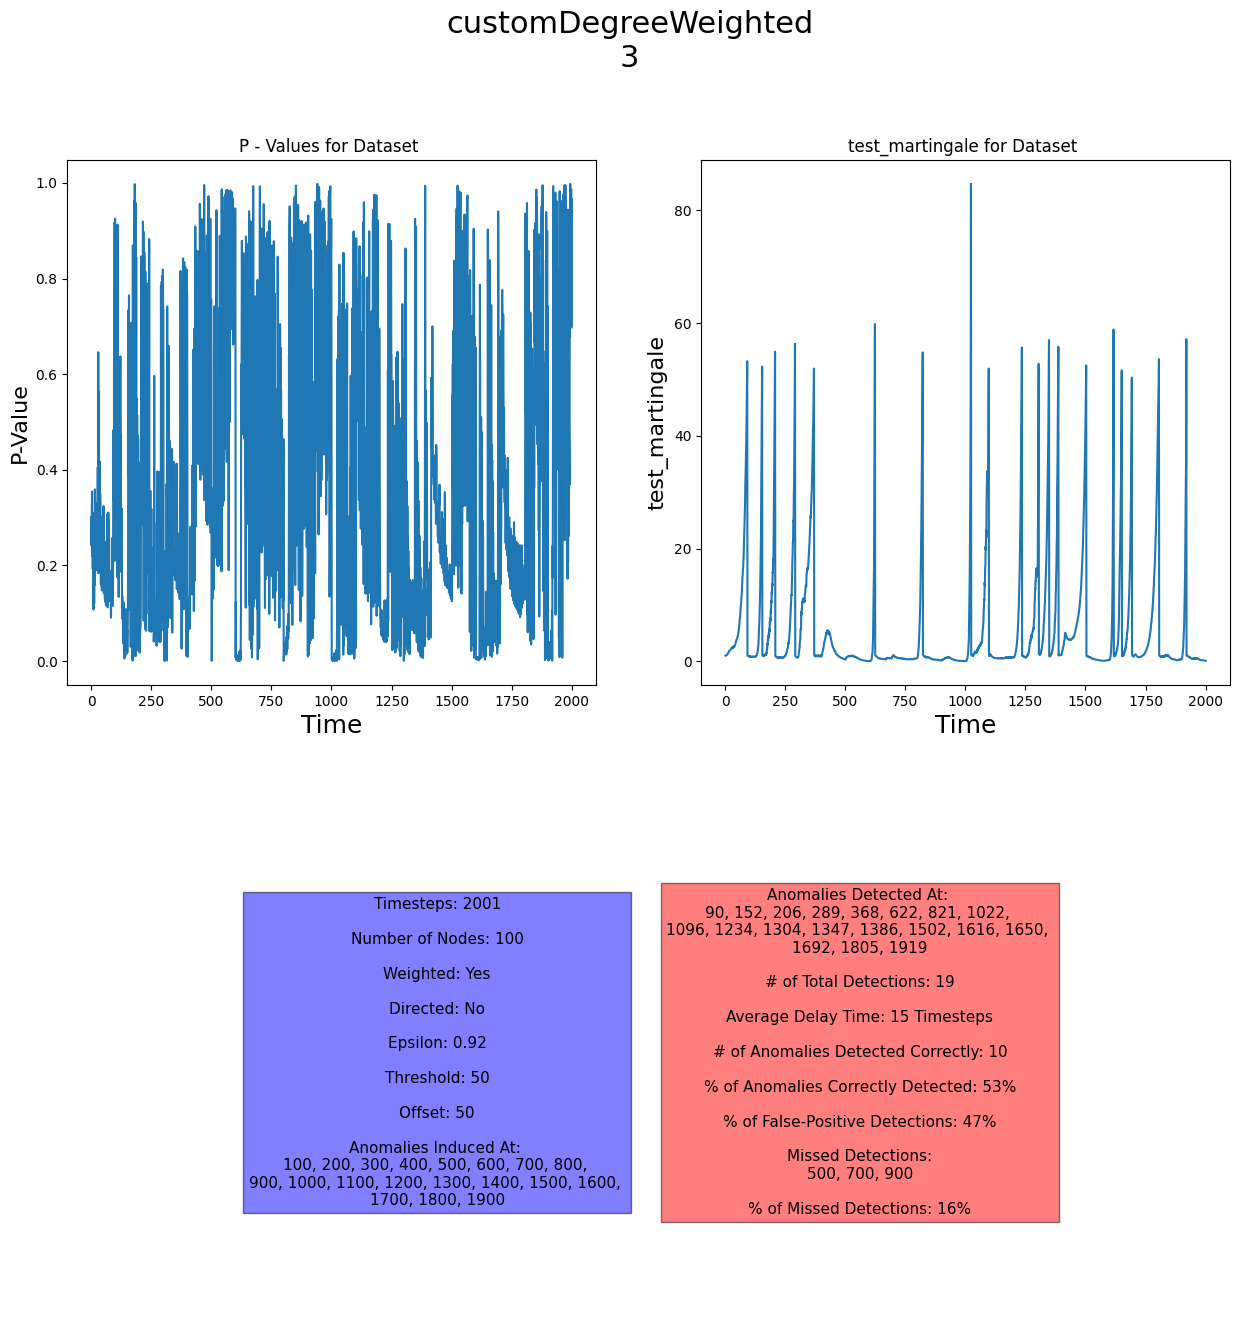 customDegreeWeighted
3
P - Values for Dataset
P-Value
1.0
0.8
0.6
0.4
0.2
0.0
0 250 500 750 1000 1250 1500 1750 2000
Time
test_martingale for Dataset
test_martingale
80
60
40
20
0
0 250 500 750 1000 1250 1500 1750 2000
Time
Timesteps: 2001
Number of Nodes: 100
Weighted: Yes
Directed: No
Epsilon: 0.92
Threshold: 50
Offset: 50
Anomalies Induced At:
100, 200, 300, 400, 500, 600, 700, 800,
900, 1000, 1100, 1200, 1300, 1400, 1500, 1600,
1700, 1800, 1900
Anomalies Detected At:
90, 152, 206, 289, 368, 622, 821, 1022,
1096, 1234, 1304, 1347, 1386, 1502, 1616, 1650,
1692, 1805, 1919
# of Total Detections: 19
Average Delay Time: 15 Timesteps
# of Anomalies Detected Correctly: 10
% of Anomalies Correctly Detected: 53%
% of False-Positive Detections: 47%
Missed Detections:
500, 700, 900
% of Missed Detections: 16%